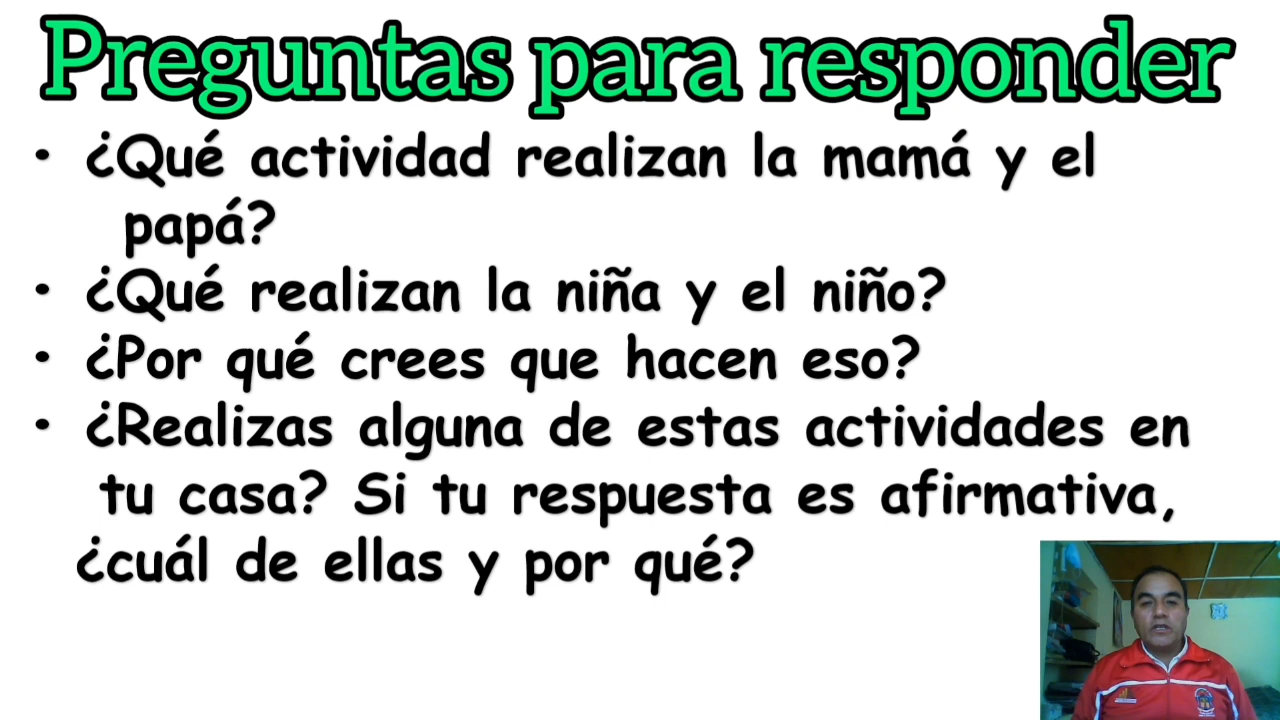 Preguntas para responder
• ¿Qué actividad realizan la mamá y el
papá?
• ¿Qué realizan la niña y el niño?
• ¿Por qué crees que hacen eso?
• ¿Realizas alguna de estas actividades en
tu casa? Si tu respuesta es afirmativa,
¿cuál de ellas y por qué?